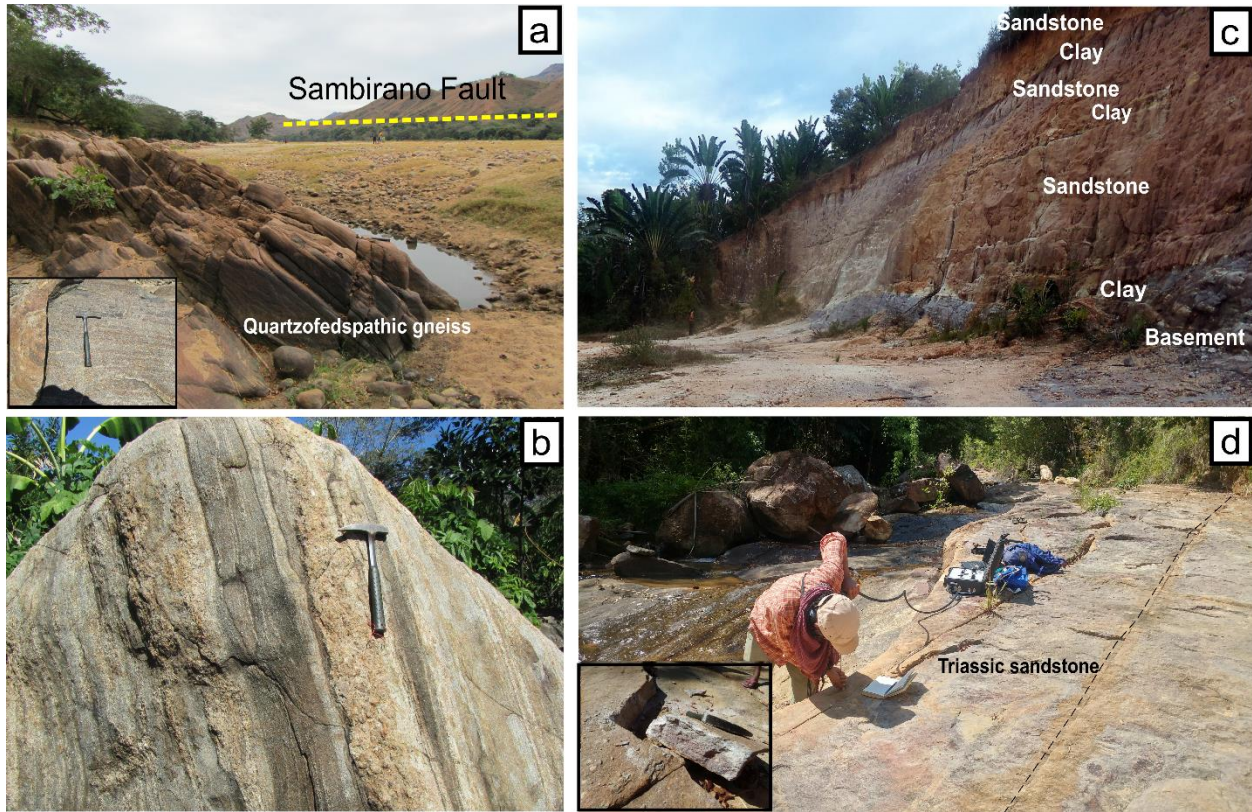 a
Sambirano Fault
Quartzofedspathic gneiss
b
c
Sandstone
Clay
Sandstone
Clay
Sandstone
Clay
Basement
d
Triassic sandstone